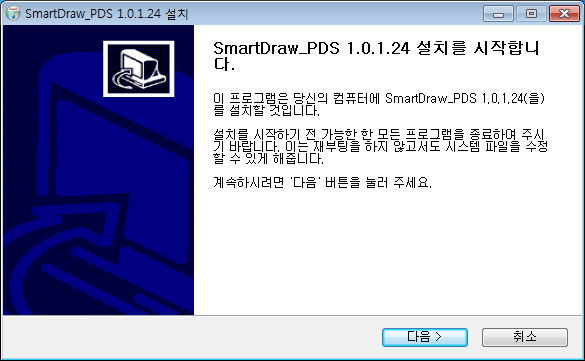 SmartDraw_PDS 1.0.1.24 설치
SmartDraw_PDS 1.0.1.24 설치를 시작합니
다.
이 프로그램은 당신의 컴퓨터에 SmartDraw_PDS 1.0.1.24(을)
를 설치할 것입니다.
설치를 시작하기 전 가능한 한 모든 프로그램을 종료하여 주시
기 바랍니다. 이는 재부팅을 하지 않고서도 시스템 파일을 수정
할 수 있게 해줍니다.
계속하시려면 '다음' 버튼을 눌러 주세요.
다음 >
취소